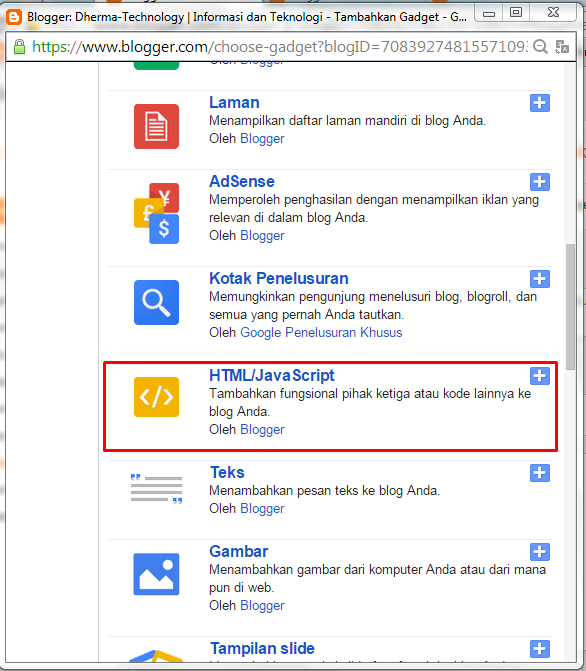 Blogger: Dherma-Technology | Informasi dan Teknologi - Tambahkan Gadget - G...
https://www.blogger.com/choose-gadget?blogID=7083927481557109
Oleh Blogger
Laman
Menampilkan daftar laman mandiri di blog Anda.
Oleh Blogger
AdSense
Memperoleh penghasilan dengan menampilkan iklan yang
relevan di dalam blog Anda.
Oleh Blogger
Kotak Penelusuran
Memungkinkan pengunjung menelusuri blog, blogroll, dan
semua yang pernah Anda tautkan.
Oleh Google Penelusuran Khusus
HTML/JavaScript
Tambahkan fungsional pihak ketiga atau kode lainnya ke
blog Anda.
Oleh Blogger
Teks
Menambahkan pesan teks ke blog Anda.
Oleh Blogger
Gambar
Menambahkan gambar dari komputer Anda atau dari mana
pun di web.
Oleh Blogger
Tampilan slide